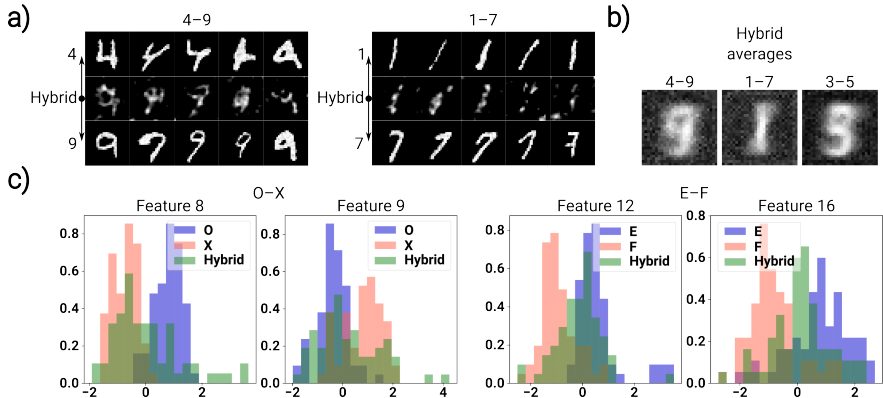 a)
4–9
4
Hybrid
9
1–7
1
Hybrid
7
b)
Hybrid
averages
4–9 1–7 3–5
c)
O–X
Feature 8
O
X
Hybrid
0.8
0.6
0.4
0.2
0.0
−2 0 2
Feature 9
O
X
Hybrid
0.8
0.6
0.4
0.2
0.0
−2 0 2 4
E–F
Feature 12
E
F
Hybrid
0.8
0.6
0.4
0.2
0.0
−2 0 2
Feature 16
E
F
Hybrid
0.8
0.6
0.4
0.2
0.0
−2 0 2